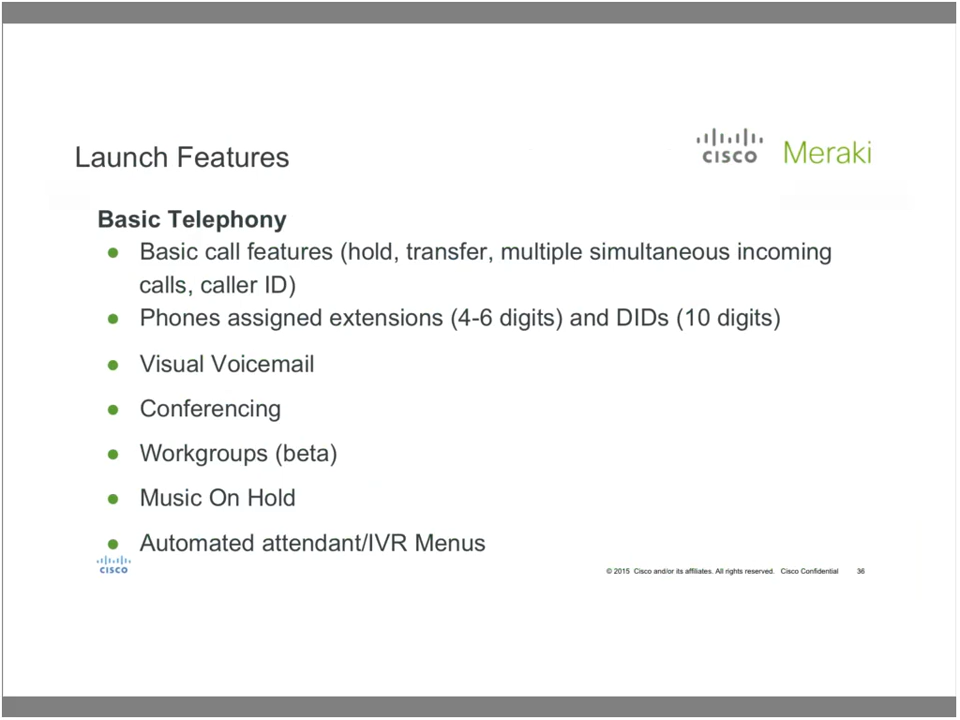 Launch Features
CISCO Meraki
Basic Telephony
● Basic call features (hold, transfer, multiple simultaneous incoming
calls, caller ID)
● Phones assigned extensions (4-6 digits) and DIDs (10 digits)
● Visual Voicemail
● Conferencing
● Workgroups (beta)
● Music On Hold
● Automated attendant/IVR Menus
CISCO
© 2015 Cisco and/or its affiliates. All rights reserved. Cisco Confidential 36